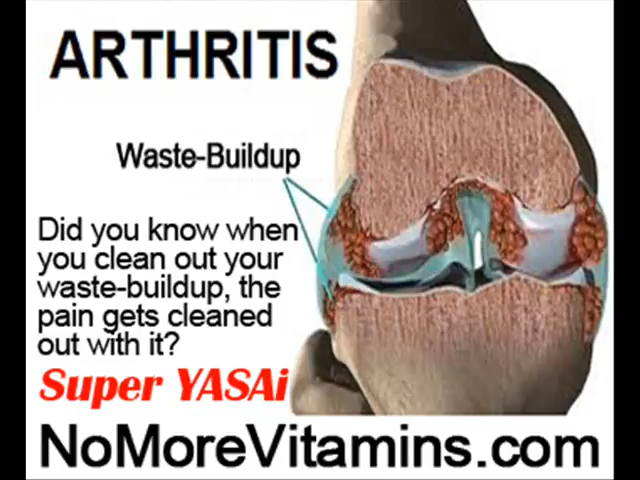 ARTHRITIS
Waste-Buildup
Did you know when
you clean out your
waste-buildup, the
pain gets cleaned
out with it?
Super YASAi
NoMoreVitamins.com